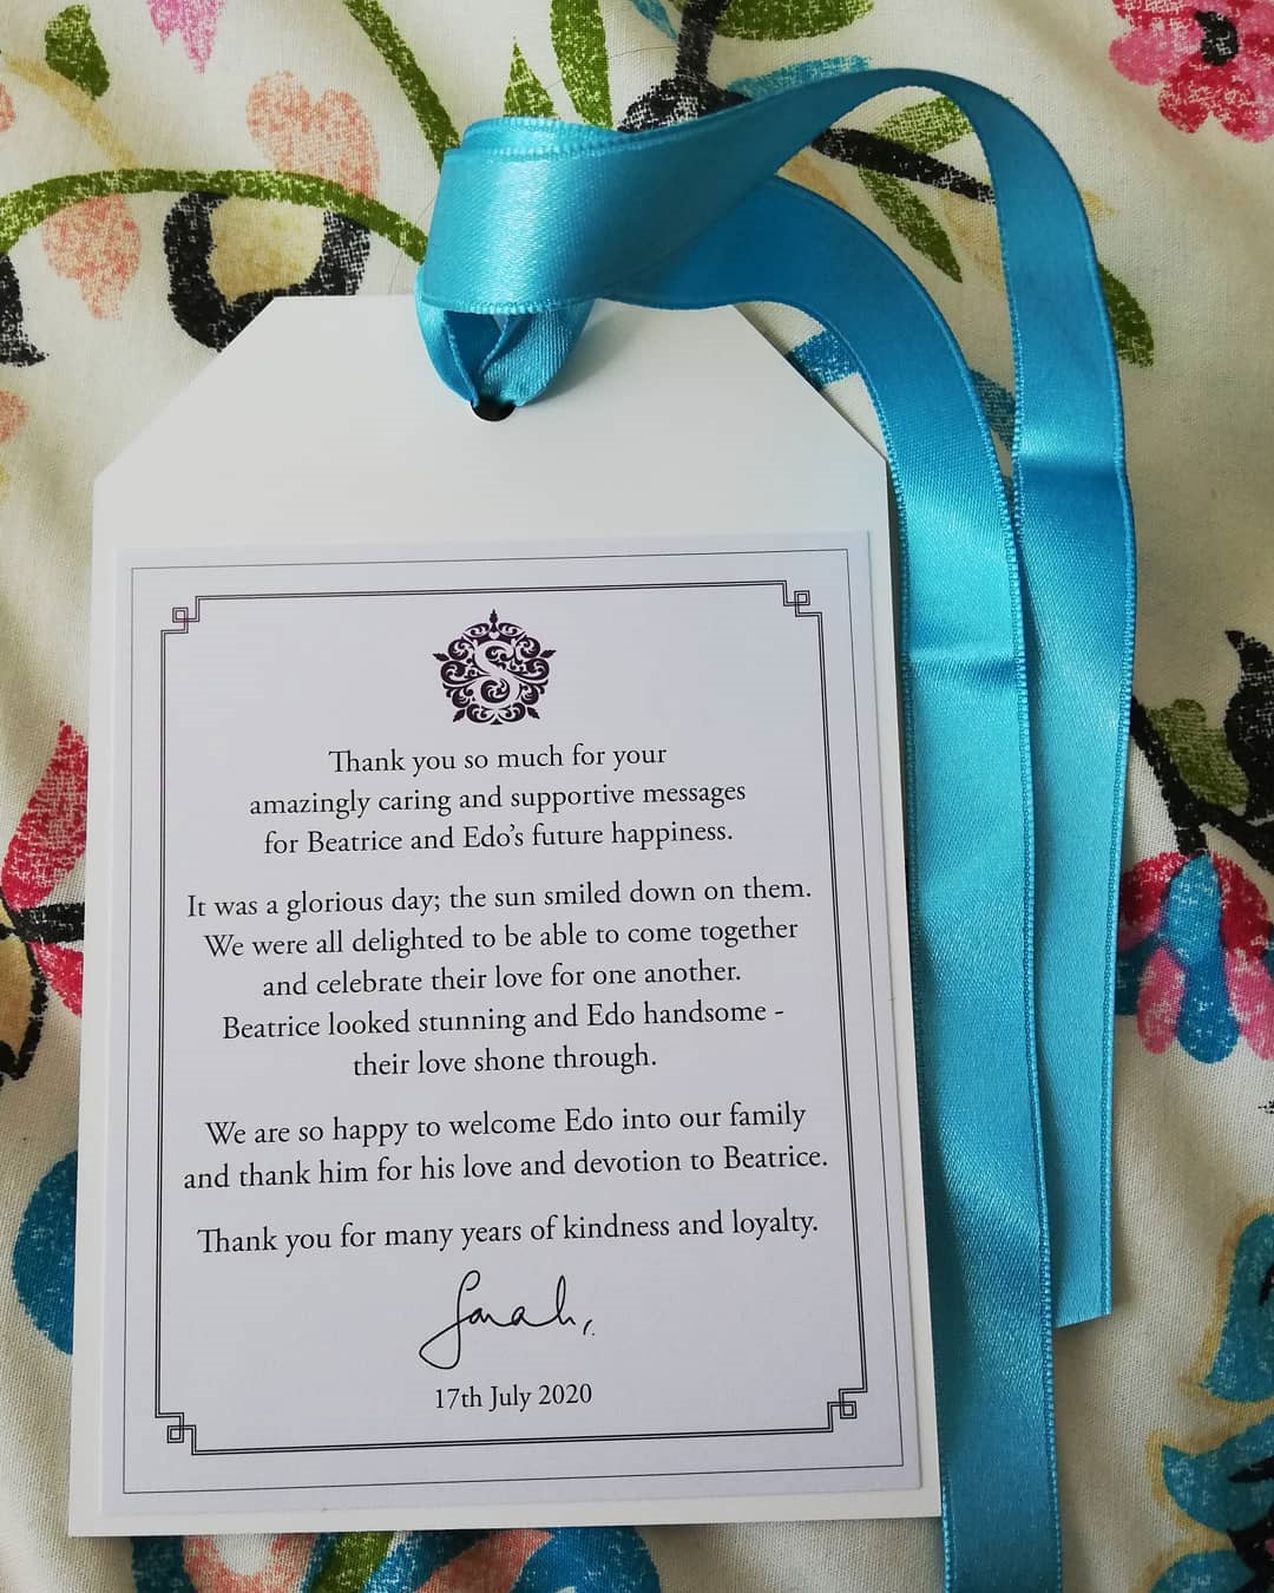 S
Thank you so much for your
amazingly caring and supportive messages
for Beatrice and Edo's future happiness.
It was a glorious day; the sun smiled down on them.
We were all delighted to be able to come together
and celebrate their love for one another.
Beatrice looked stunning and Edo handsome -
their love shone through.
We are so happy to welcome Edo into our family
and thank him for his love and devotion to Beatrice.
Thank you for many years of kindness and loyalty.
Sarah,
17th July 2020